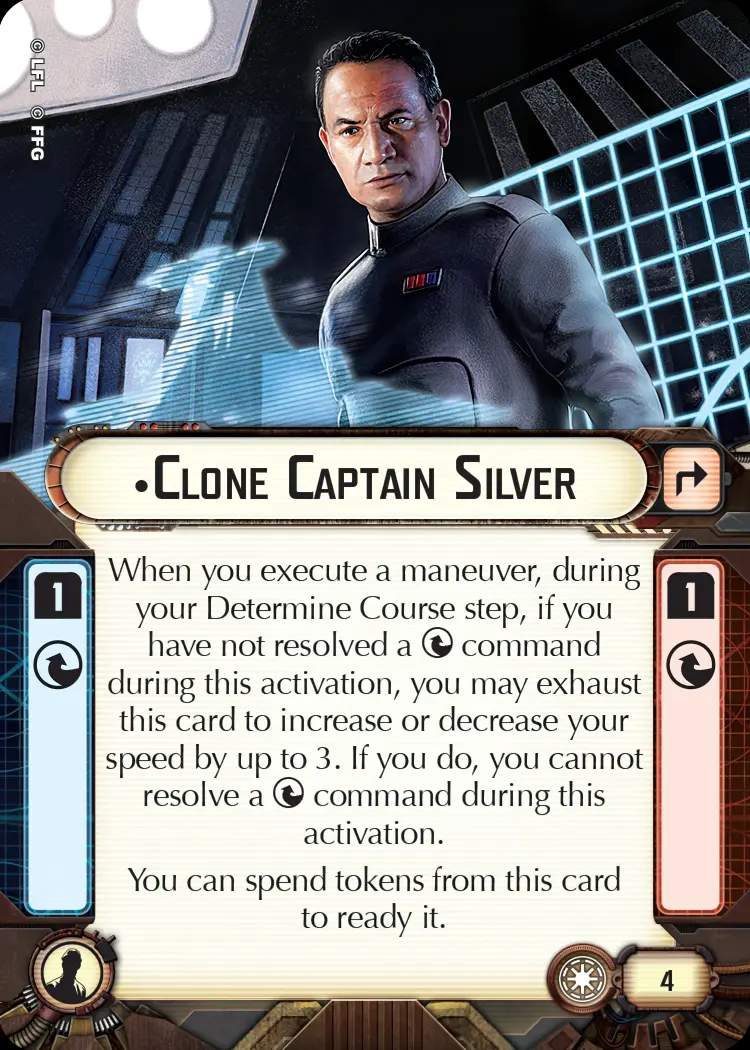 © LFL © FFG
•Clone Captain Silver
1
1
When you execute a maneuver, during
your Determine Course step, if you
have not resolved a command
during this activation, you may exhaust
this card to increase or decrease your
speed by up to 3. If you do, you cannot
resolve a command during this
activation.
You can spend tokens from this card
to ready it.
4